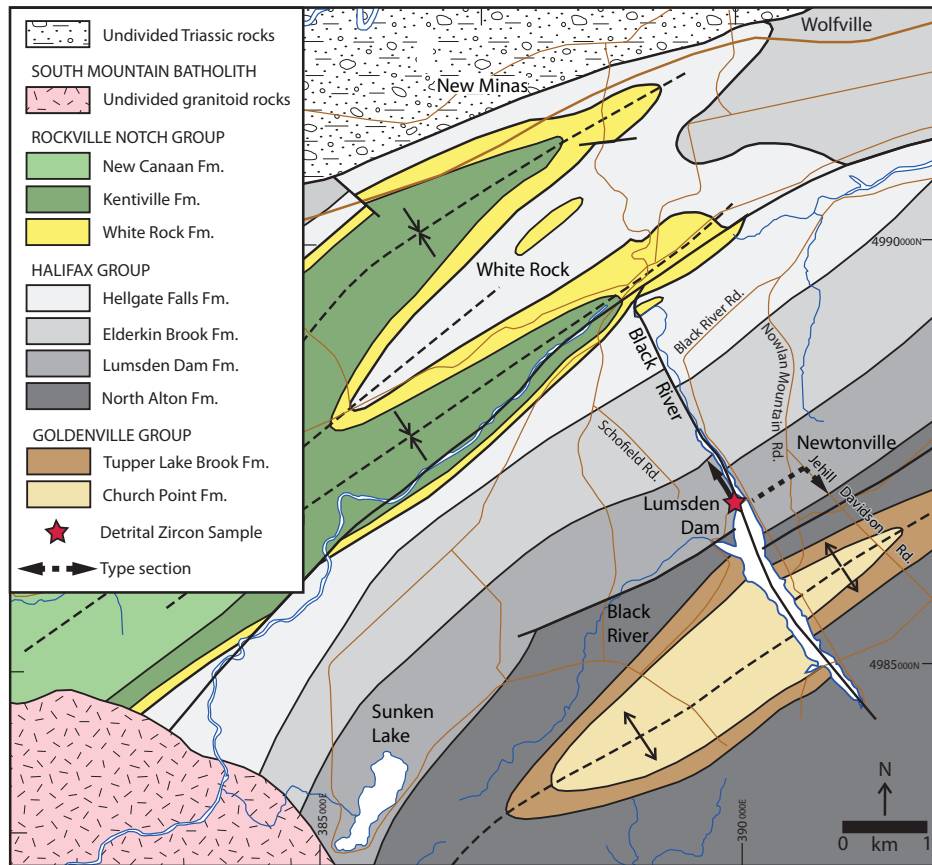 Undivided Triassic rocks
SOUTH MOUNTAIN BATHOLITH
Undivided granitoid rocks
ROCKVILLE NOTCH GROUP
New Canaan Fm.
Kentiville Fm.
White Rock Fm.
HALIFAX GROUP
Hellgate Falls Fm.
Elderkin Brook Fm.
Lumsden Dam Fm.
North Alton Fm.
GOLDENVILLE GROUP
Tupper Lake Brook Fm.
Church Point Fm.
Detrital Zircon Sample
Type section
Wolfville
New Minas
4990000N
White Rock
Black River Rd.
Black River
Nowlan Mountain Rd.
Schofield Rd.
Newtonville
Jehill Davidson Rd.
Lumsden
Dam
Black
River
4985000N
Sunken
Lake
385000E
390000E
N
0 km 1